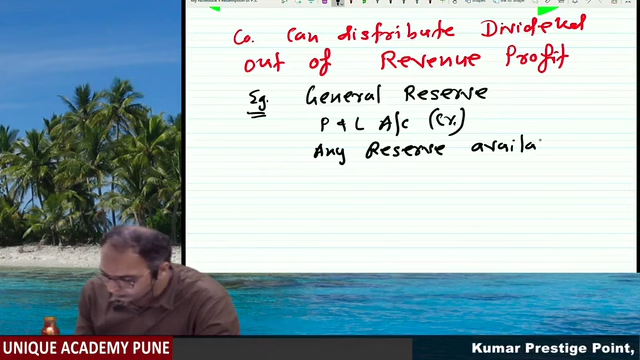 Co. Can distribute Dividend
out of Revenue Profit
Eg. General Reserve
P & L A/c (Cr.)
Any Reserve availa
UNIQUE ACADEMY PUNE
Kumar Prestige Point,